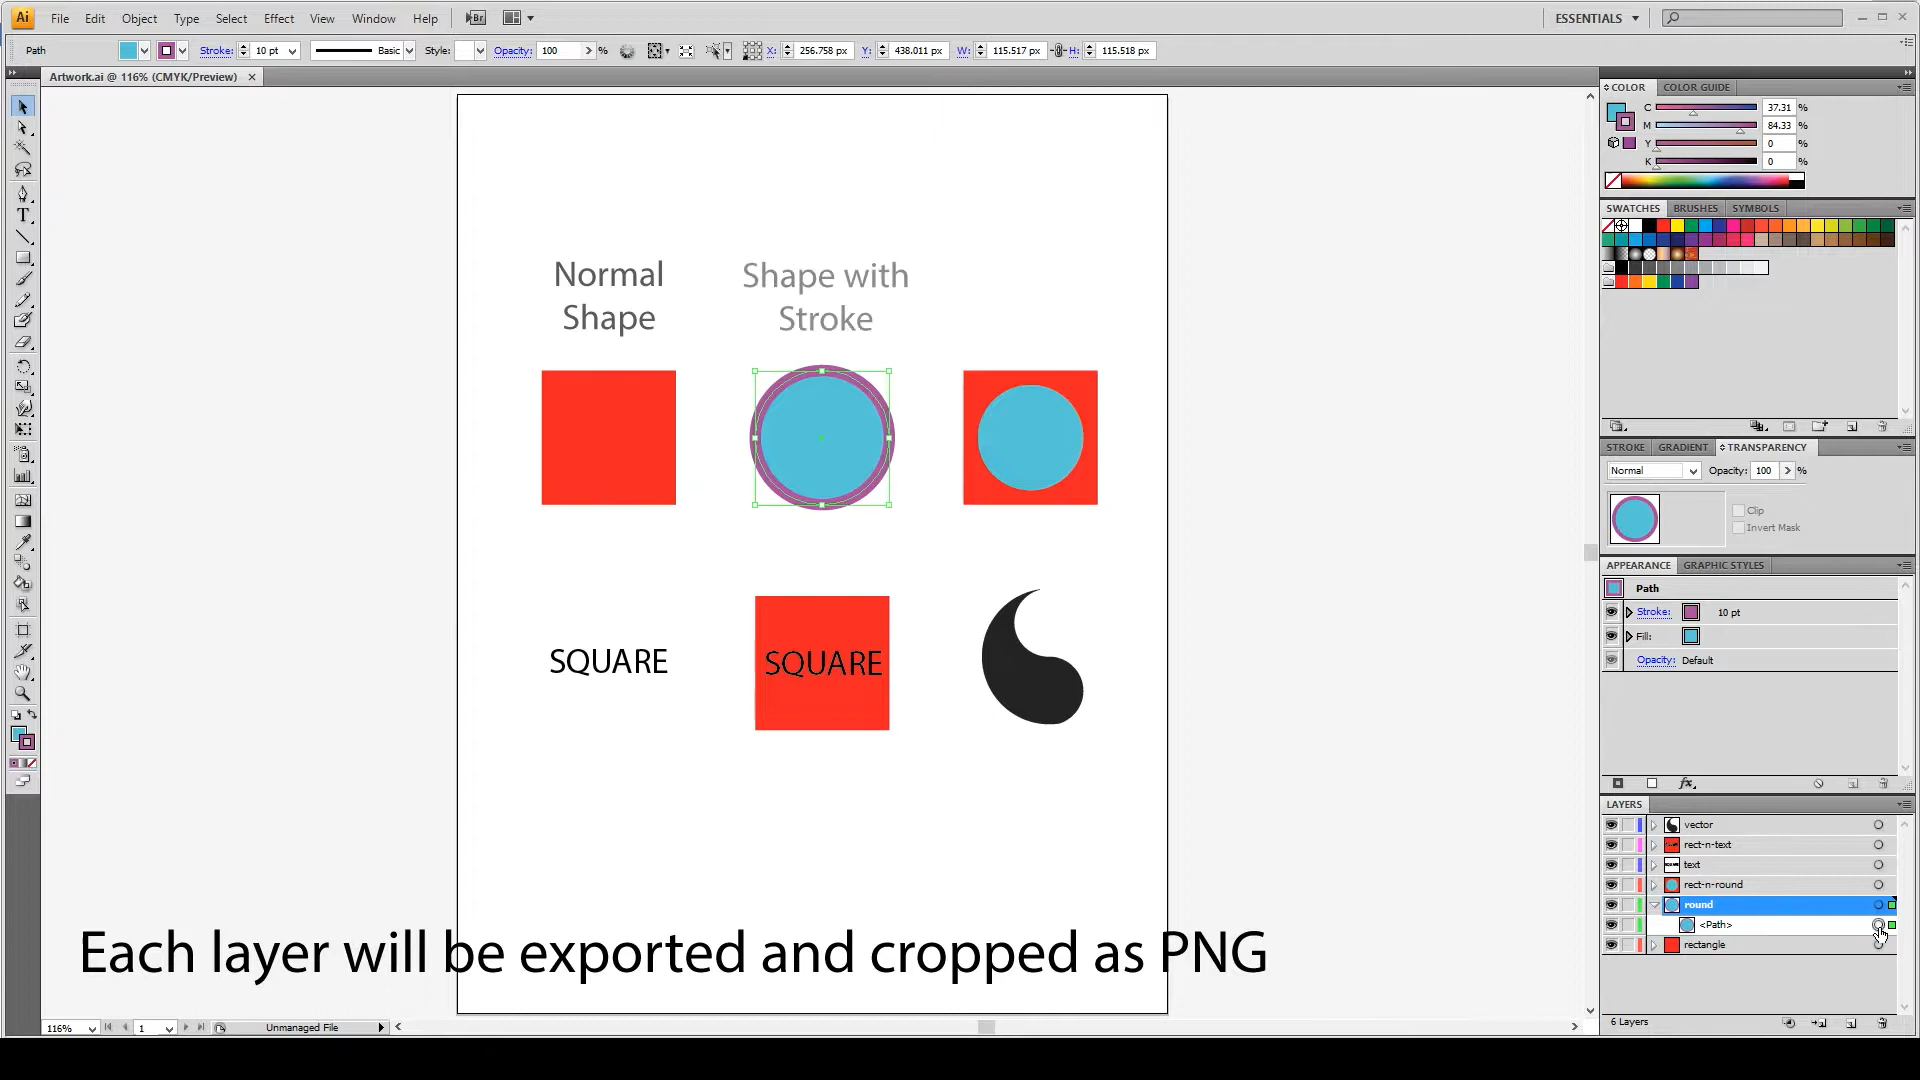 Ai File Edit Object Type Select Effect View Window Help Br ESSENTIALS
Path Stroke: 10 pt Basic Style: Opacity: 100 % X: 256.758 px Y: 438.011 px W: 115.517 px H: 115.518 px
Artwork.ai @ 116% (CMYK/Preview)
COLOR COLOR GUIDE
C 37.31 %
M 84.33 %
Y 0 %
K 0 %
SWATCHES BRUSHES SYMBOLS
Normal
Shape
Shape with
Stroke
SQUARE
SQUARE
STROKE GRADIENT TRANSPARENCY
Normal Opacity: 100 %
Clip
Invert Mask
APPEARANCE GRAPHIC STYLES
Path
Stroke: 10 pt
Fill:
Opacity: Default
fx
LAYERS
vector
rect-n-text
text
rect-n-round
round
<Path>
rectangle
6 Layers
Each layer will be exported and cropped as PNG
116% 1 Unmanaged File